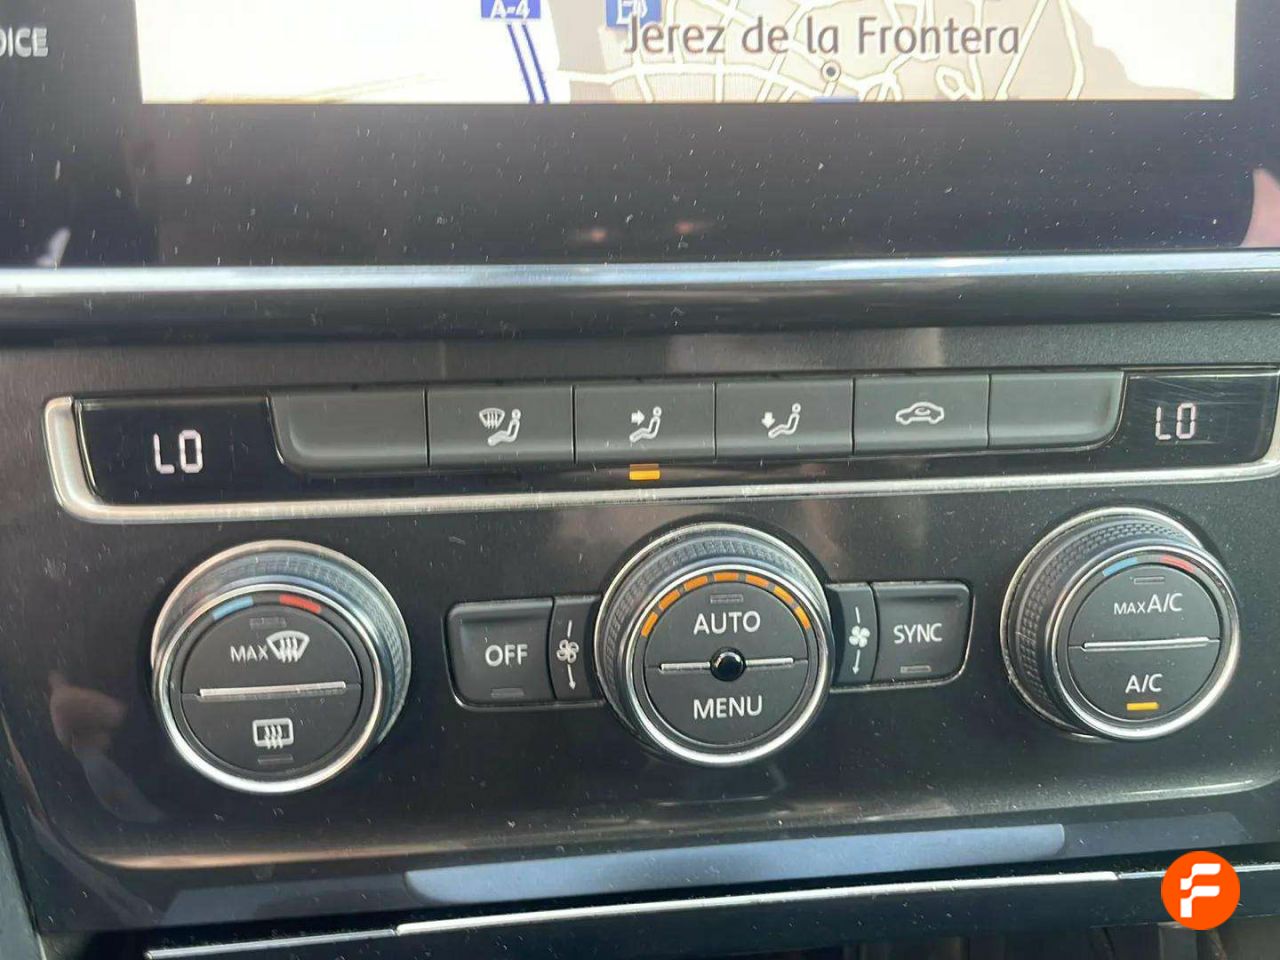 A-4
Jerez de la Frontera
OICE
LO
LO
MAX
OFF
AUTO
MENU
SYNC
MAX A/C
A/C